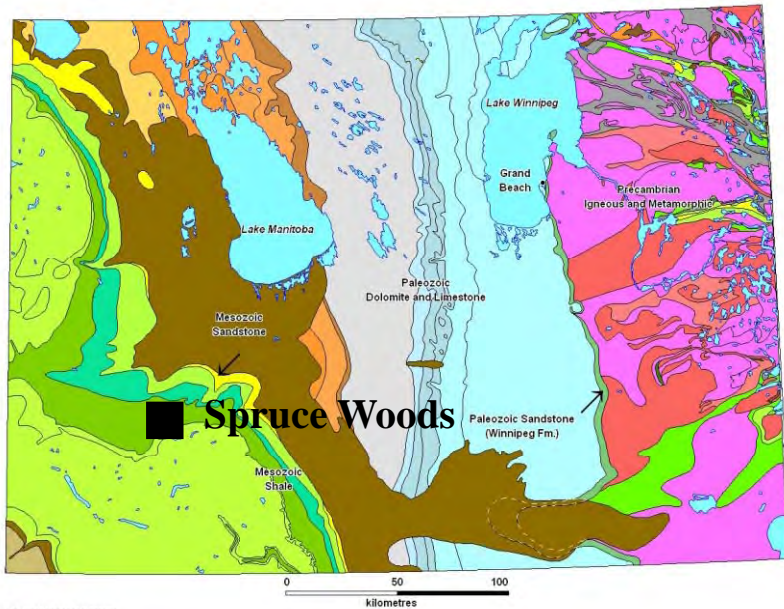 Lake Winnipeg
Grand
Beach
Precambrian
Igneous and Metamorphic
Lake Manitoba
Paleozoic
Dolomite and Limestone
Mesozoic
Sandstone
Spruce Woods
Paleozoic Sandstone
(Winnipeg Fm.)
Mesozoic
Shale
0 50 100
kilometres